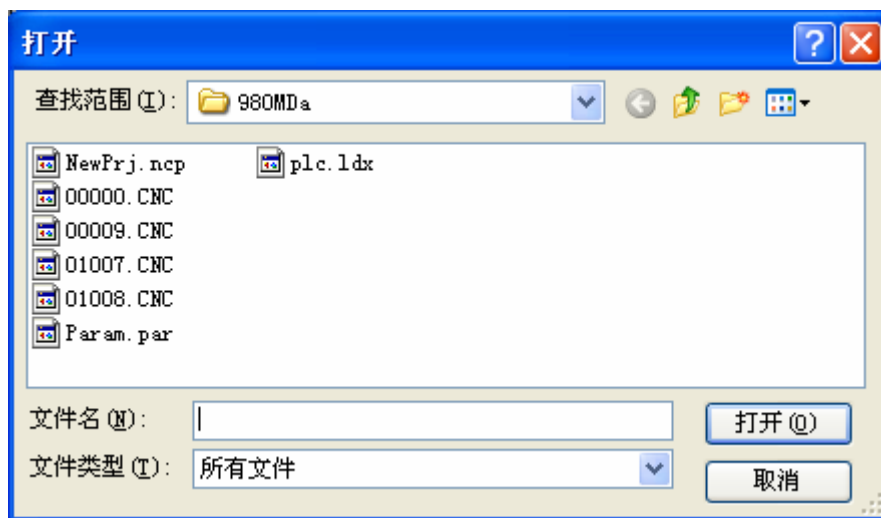 打开
查找范围(I): 980MDa
NewPrj.ncp plc.ldx
O0000.CNC
O0009.CNC
O1007.CNC
O1008.CNC
Param.par
文件名(N): 打开(O)
文件类型(T): 所有文件 取消